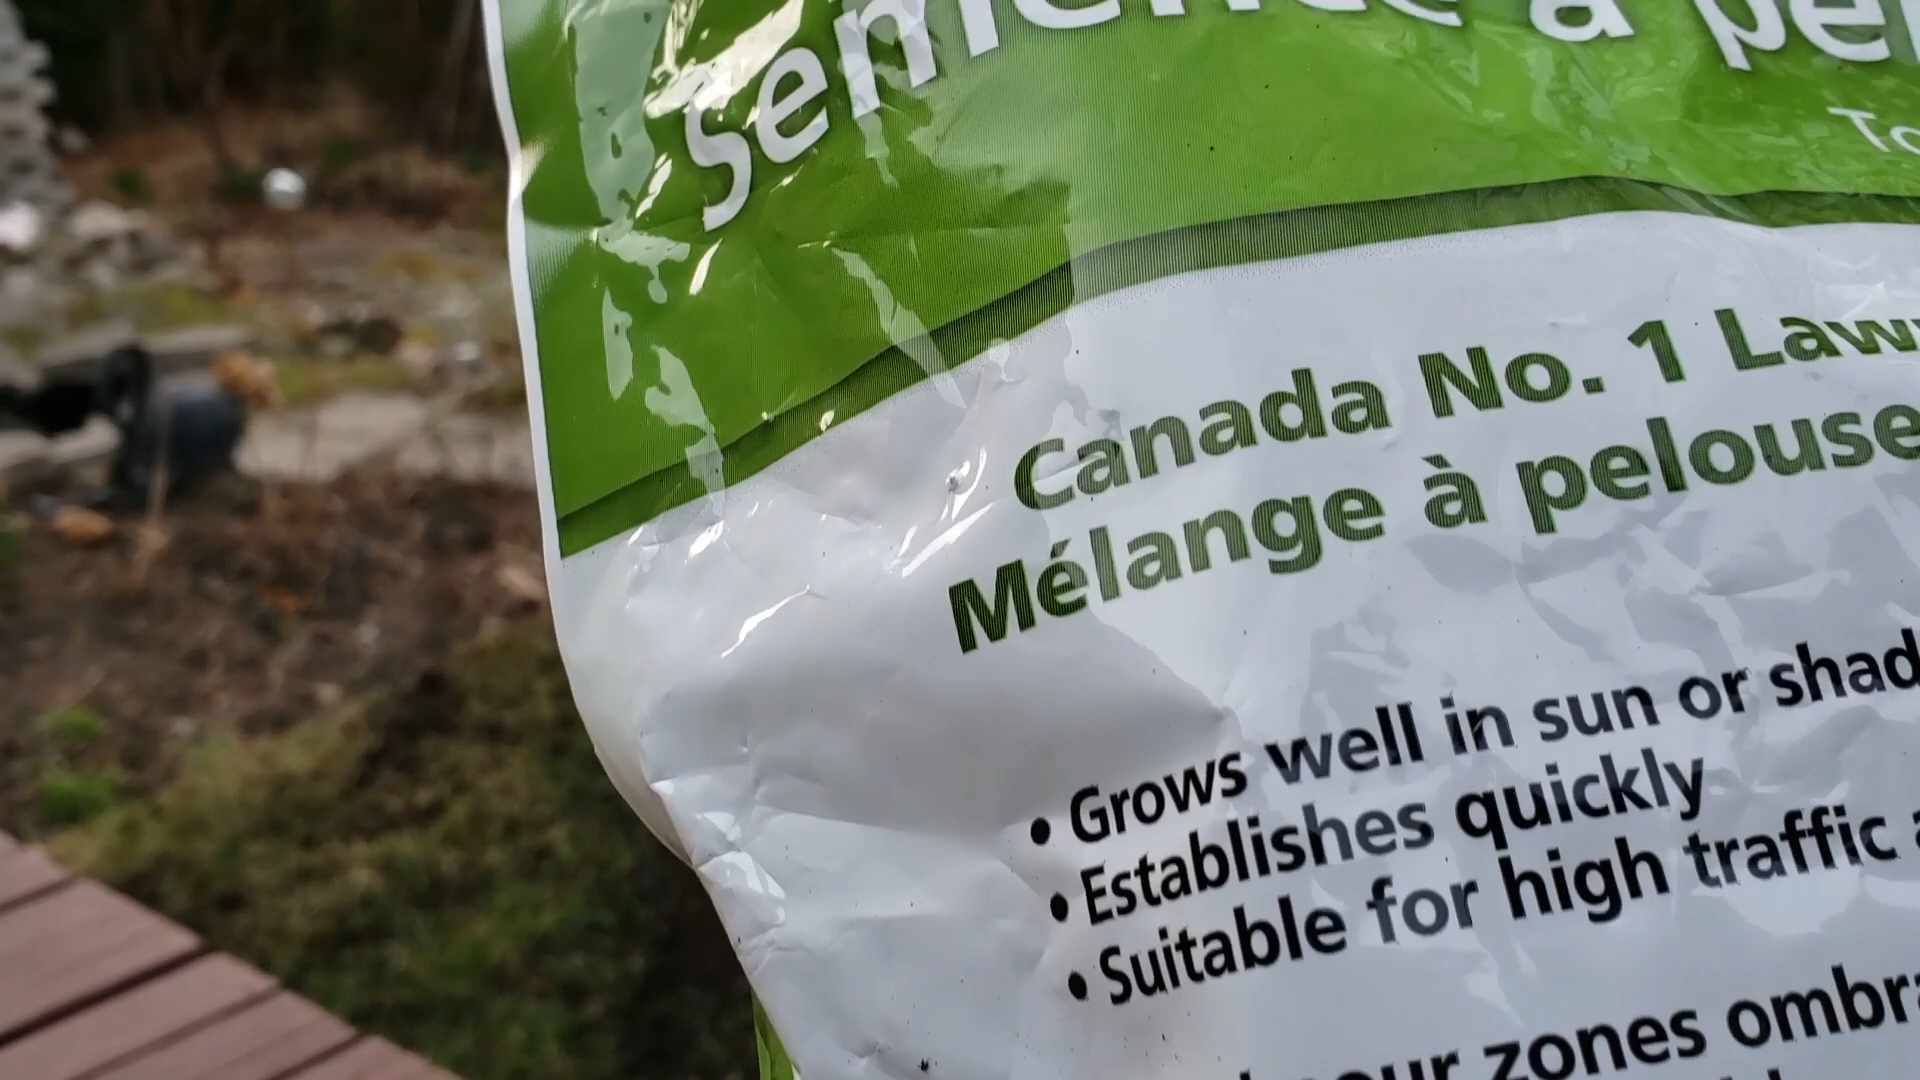 semence à
Canada No. 1
Mélange à pelouse
• Grows well in sun or
• Establishes quickly
• Suitable for high traffic
zones